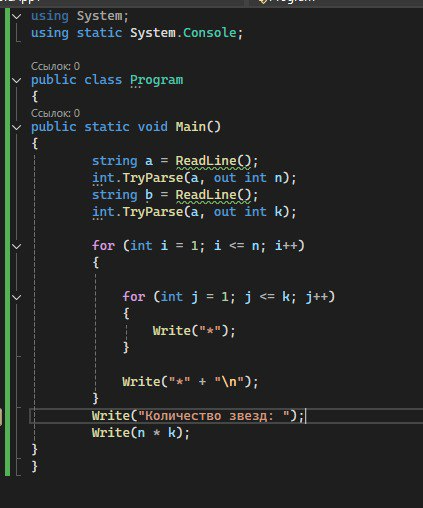 using System;
using static System.Console;
Ссылок: 0
public class Program
{
Ссылок: 0
public static void Main()
{
string a = ReadLine();
int.TryParse(a, out int n);
string b = ReadLine();
int.TryParse(a, out int k);
for (int i = 1; i <= n; i++)
{
for (int j = 1; j <= k; j++)
{
Write("*");
}
Write("*" + "\n");
}
Write("Количество звезд: ");
Write(n * k);
}
}